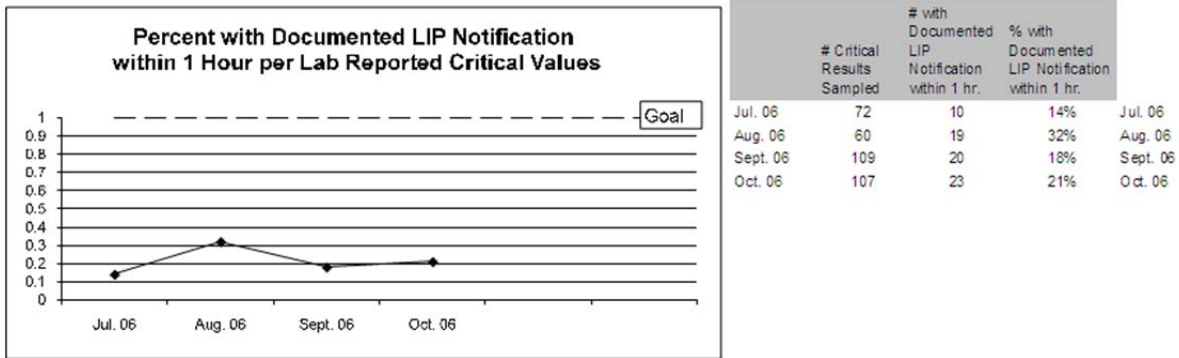 Percent with Documented LIP Notification
within 1 Hour per Lab Reported Critical Values
Goal
1
0.9
0.8
0.7
0.6
0.5
0.4
0.3
0.2
0.1
0
Jul. 06 Aug. 06 Sept. 06 Oct. 06
# Critical
Results
Sampled
# with
Documented
LIP
Notification
within 1 hr.
% with
Documented
LIP Notification
within 1 hr.
Jul. 06 72 10 14% Jul. 06
Aug. 06 60 19 32% Aug. 06
Sept. 06 109 20 18% Sept. 06
Oct. 06 107 23 21% Oct. 06